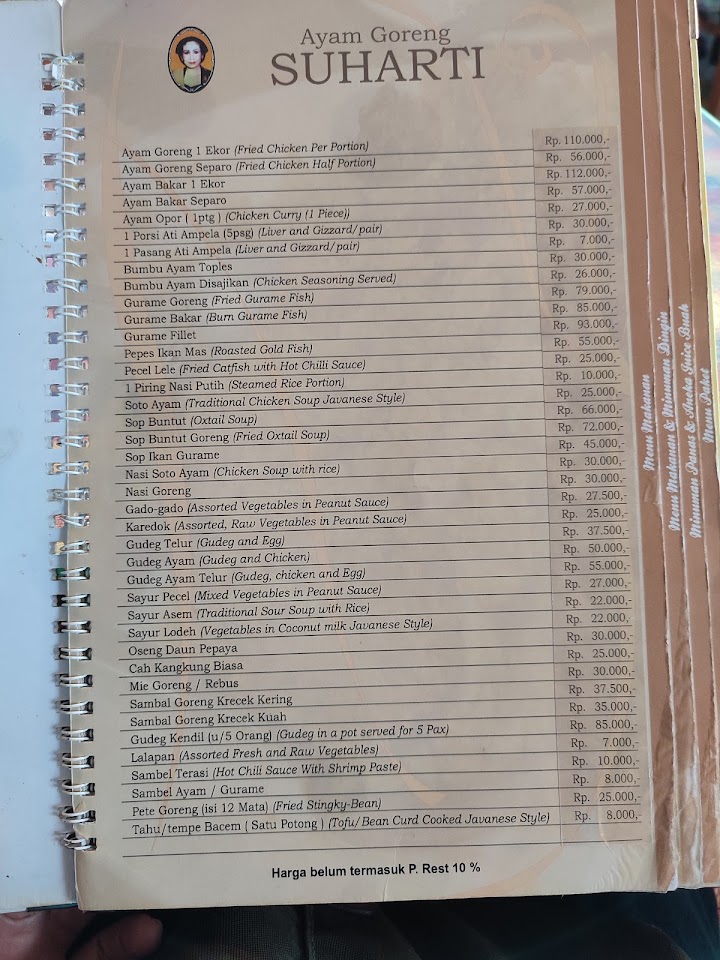 Ayam Goreng
SUHARTI
Ayam Goreng 1 Ekor (Fried Chicken Per Portion) Rp. 110.000,-
Ayam Goreng Separo (Fried Chicken Half Portion) Rp. 56.000,-
Ayam Bakar 1 Ekor Rp. 112.000,-
Ayam Bakar Separo Rp. 57.000,-
Ayam Opor ( 1ptg ) (Chicken Curry (1 Piece)) Rp. 27.000,-
1 Porsi Ati Ampela (5psg) (Liver and Gizzard/pair) Rp. 30.000,-
1 Pasang Ati Ampela (Liver and Gizzard/pair) Rp. 7.000,-
Bumbu Ayam Toples Rp. 30.000,-
Bumbu Ayam Disajikan (Chicken Seasoning Served) Rp. 26.000,-
Gurame Goreng (Fried Gurame Fish) Rp. 79.000,-
Gurame Bakar (Burn Gurame Fish) Rp. 85.000,-
Gurame Fillet Rp. 93.000,-
Pepes Ikan Mas (Roasted Gold Fish) Rp. 55.000,-
Pecel Lele (Fried Catfish with Hot Chili Sauce) Rp. 25.000,-
1 Piring Nasi Putih (Steamed Rice Portion) Rp. 10.000,-
Soto Ayam (Traditional Chicken Soup Javanese Style) Rp. 25.000,-
Sop Buntut (Oxtail Soup) Rp. 66.000,-
Sop Buntut Goreng (Fried Oxtail Soup) Rp. 72.000,-
Sop Ikan Gurame Rp. 45.000,-
Nasi Soto Ayam (Chicken Soup with rice) Rp. 30.000,-
Nasi Goreng Rp. 30.000,-
Gado-gado (Assorted Vegetables in Peanut Sauce) Rp. 27.500,-
Karedok (Assorted, Raw Vegetables in Peanut Sauce) Rp. 25.000,-
Gudeg Telur (Gudeg and Egg) Rp. 37.500,-
Gudeg Ayam (Gudeg and Chicken) Rp. 50.000,-
Gudeg Ayam Telur (Gudeg, chicken and Egg) Rp. 55.000,-
Sayur Pecel (Mixed Vegetables in Peanut Sauce) Rp. 27.000,-
Sayur Asem (Traditional Sour Soup with Rice) Rp. 22.000,-
Sayur Lodeh (Vegetables in Coconut milk Javanese Style) Rp. 22.000,-
Oseng Daun Pepaya Rp. 30.000,-
Cah Kangkung Biasa Rp. 25.000,-
Mie Goreng / Rebus Rp. 30.000,-
Sambal Goreng Krecek Kering Rp. 37.500,-
Sambal Goreng Krecek Kuah Rp. 35.000,-
Gudeg Kendil (u/5 Orang) (Gudeg in a pot served for 5 Pax) Rp. 85.000,-
Lalapan (Assorted Fresh and Raw Vegetables) Rp. 7.000,-
Sambel Terasi (Hot Chili Sauce With Shrimp Paste) Rp. 10.000,-
Sambel Ayam / Gurame Rp. 8.000,-
Pete Goreng (isi 12 Mata) (Fried Stingky-Bean) Rp. 25.000,-
Tahu/tempe Bacem ( Satu Potong ) (Tofu/Bean Curd Cooked Javanese Style) Rp. 8.000,-
Harga belum termasuk P. Rest 10 %
Menu Makanan
Menu Makanan & Minuman Dingin
Minuman Panas & Aneka Juice Buah
Menu Paket